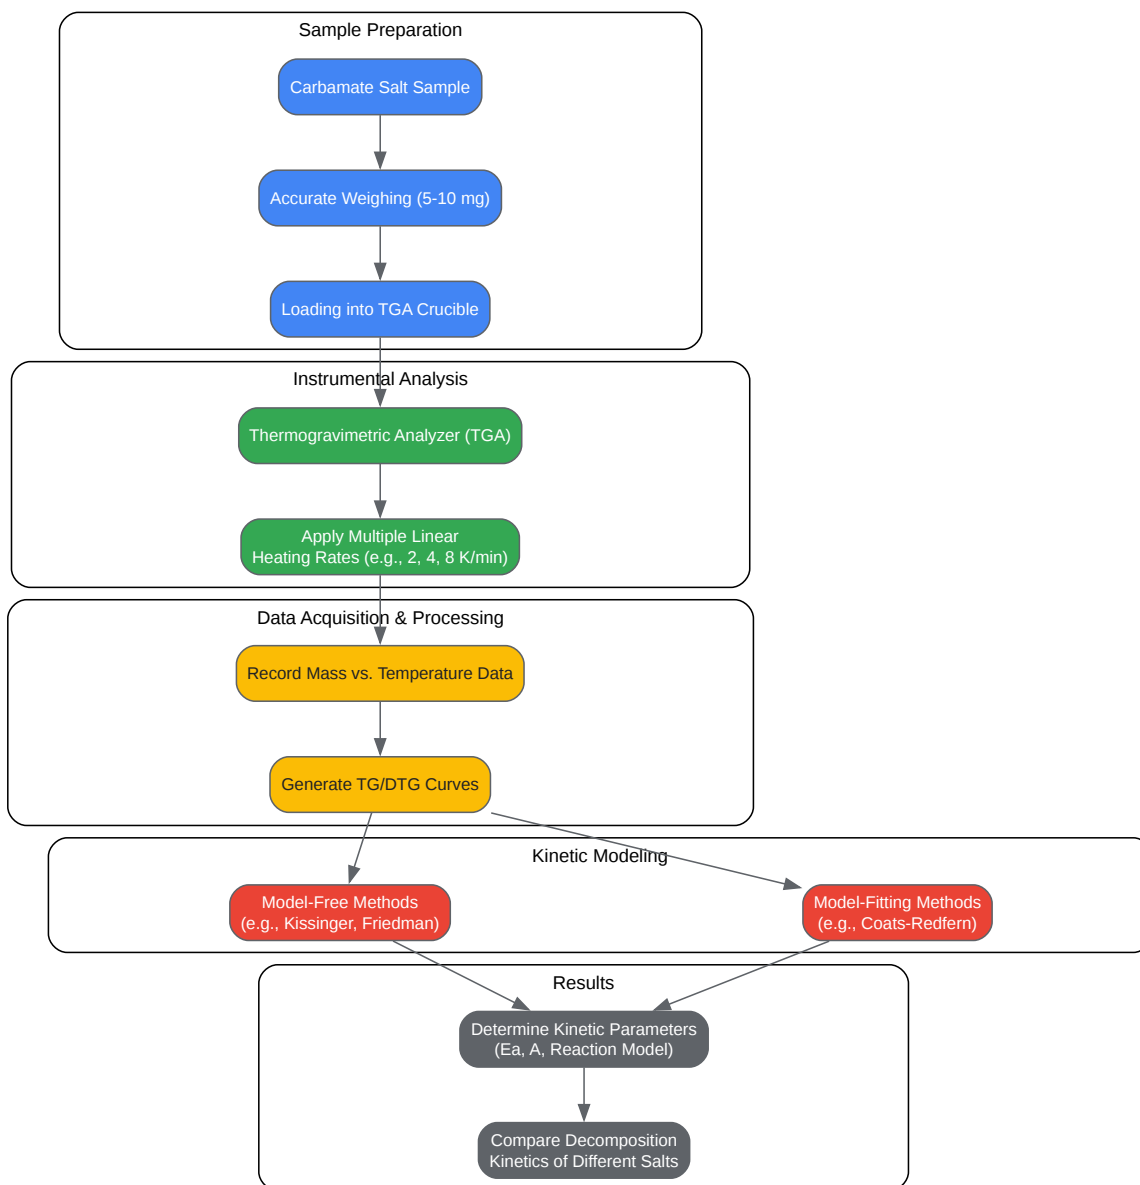 Sample Preparation
Carbamate Salt Sample
Accurate Weighing (5-10 mg)
Loading into TGA Crucible
Instrumental Analysis
Thermogravimetric Analyzer (TGA)
Apply Multiple Linear
Heating Rates (e.g., 2, 4, 8 K/min)
Data Acquisition & Processing
Record Mass vs. Temperature Data
Generate TG/DTG Curves
Kinetic Modeling
Model-Free Methods
(e.g., Kissinger, Friedman)
Model-Fitting Methods
(e.g., Coats-Redfern)
Results
Determine Kinetic Parameters
(Ea, A, Reaction Model)
Compare Decomposition
Kinetics of Different Salts